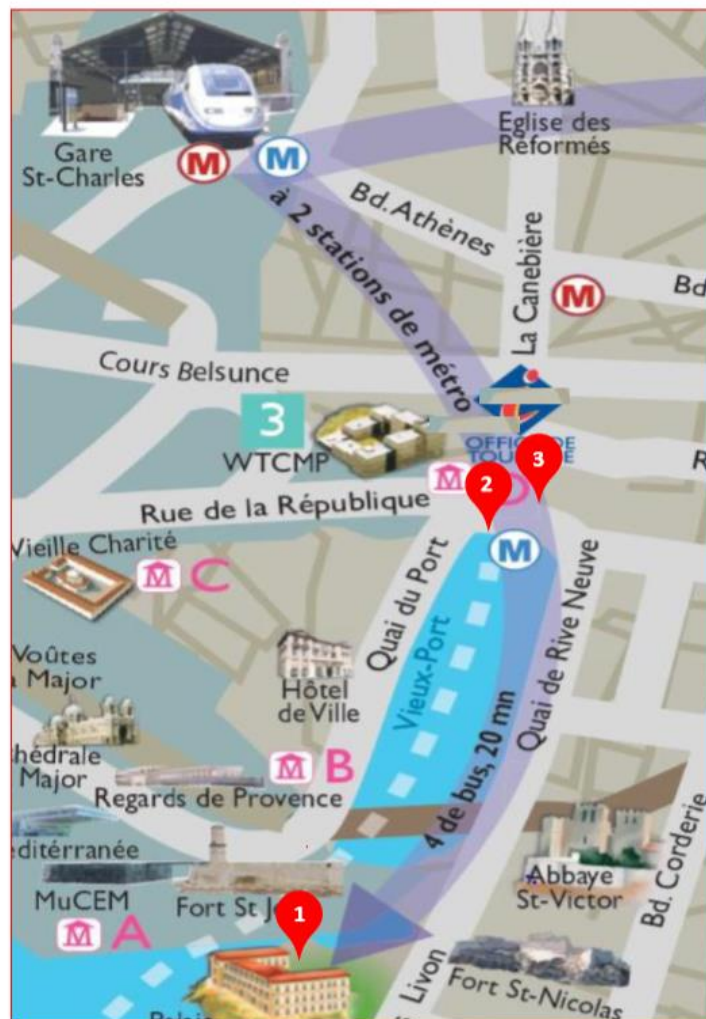 Gare
St-Charles
M
M
Eglise des
Réformés
Bd. Athènes
à 2 stations de métro
La Canebière
M
Bd
Cours Belsunce
3
WTCMP
OFFICE DE
3
2
Rue de la République
M
M
Vieille Charité
M C
Quai du Port
Vieux-Port
Quai de Rive Neuve
Voûtes
Major
Hôtel
de Ville
Major
M B
Regards de Provence
4 de bus, 20 mn
MuCEM
Fort St
M A
1
Abbaye
St-Victor
Bd. Corderie
Livon
Fort St-Nicolas